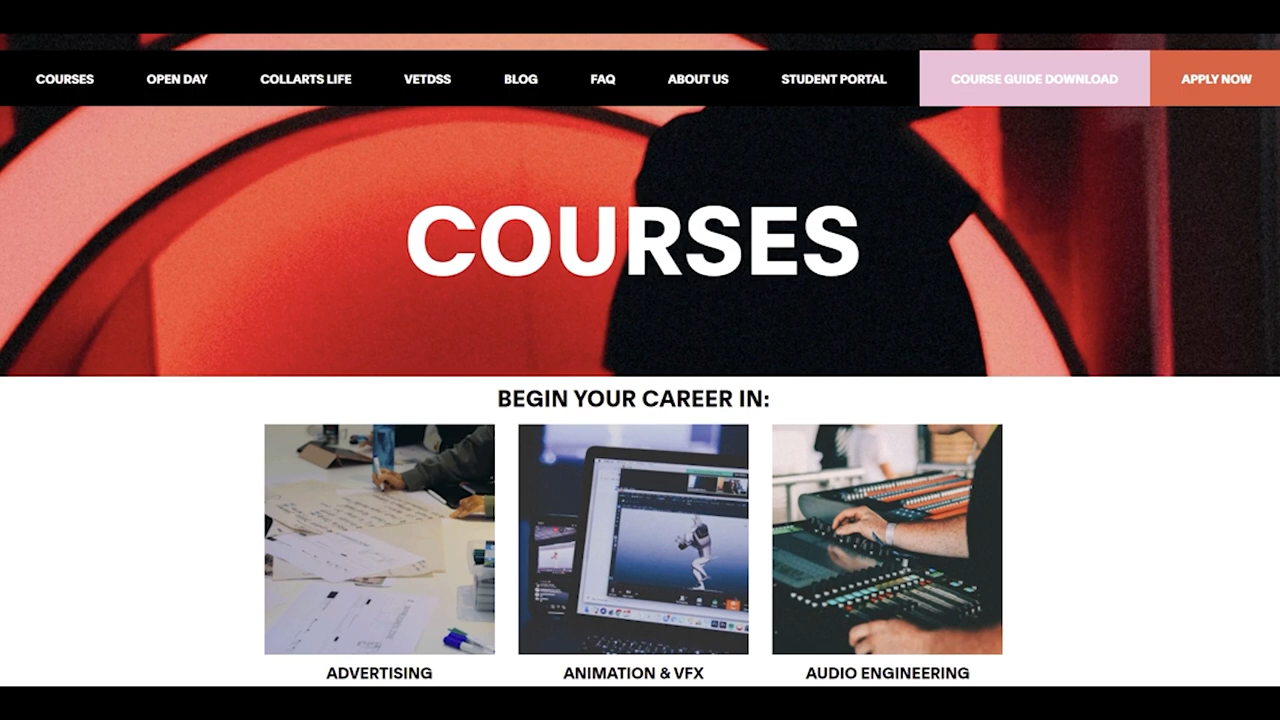 COURSES OPEN DAY COLLARTS LIFE VETDSS BLOG FAQ ABOUT US STUDENT PORTAL COURSE GUIDE DOWNLOAD APPLY NOW
COURSES
BEGIN YOUR CAREER IN:
ADVERTISING ANIMATION & VFX AUDIO ENGINEERING